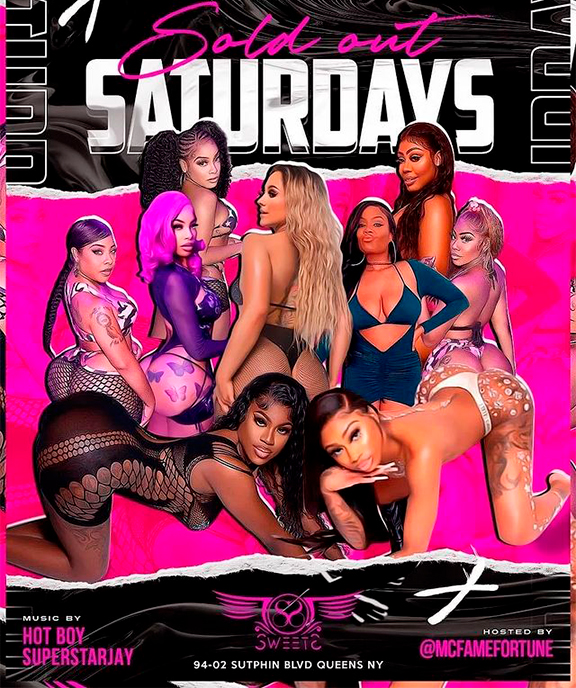 Sold out
SATURDAYS
MUSIC BY
HOT BOY
SUPERSTARJAY
SWEETS
94-02 SUTPHIN BLVD QUEENS NY
HOSTED BY
@MCFAMEFORTUNE